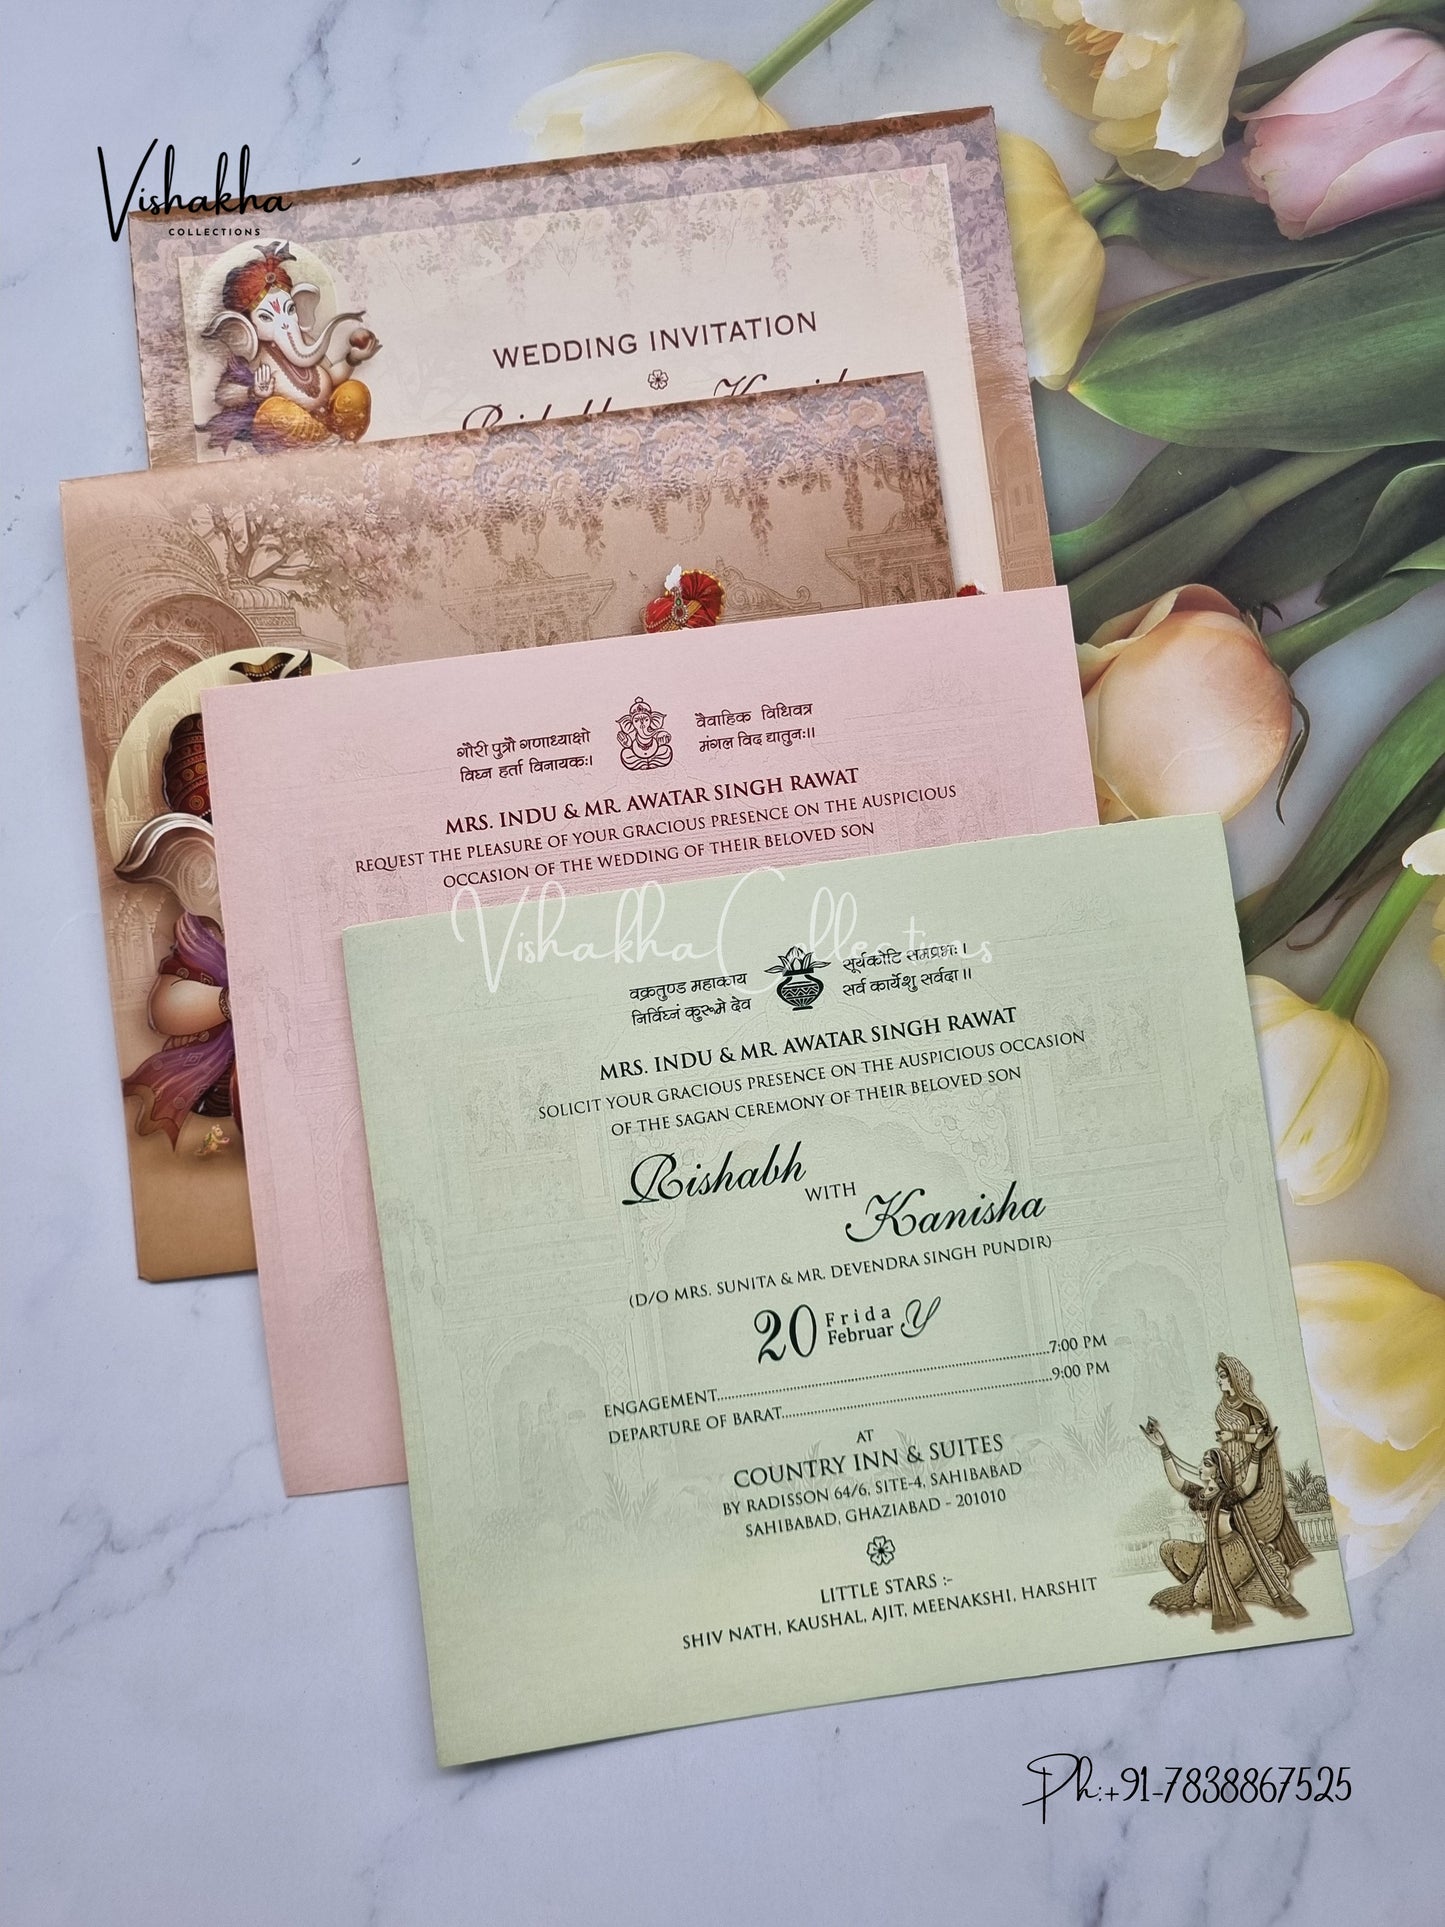 Vishakha
COLLECTIONS
WEDDING INVITATION
गौरी पुत्रौ गणाध्याक्षो
विघ्न हर्ता विनायकः।
वैवाहिक विधिवत्र
मंगल विद द्यातुनः।।
MRS. INDU & MR. AWATAR SINGH RAWAT
REQUEST THE PLEASURE OF YOUR GRACIOUS PRESENCE ON THE AUSPICIOUS
OCCASION OF THE WEDDING OF THEIR BELOVED SON
Vishakha Collections
वक्रतुण्ड महाकाय
निर्विघ्नं कुरूमे देव
सूर्यकोटि समप्रभः।
सर्व कार्येशु सर्वदा।।
MRS. INDU & MR. AWATAR SINGH RAWAT
SOLICIT YOUR GRACIOUS PRESENCE ON THE AUSPICIOUS OCCASION
OF THE SAGAN CEREMONY OF THEIR BELOVED SON
Rishabh
WITH
Kanisha
(D/O MRS. SUNITA & MR. DEVENDRA SINGH PUNDIR)
20 Frida
Februar y
ENGAGEMENT..........7:00 PM
DEPARTURE OF BARAT..........9:00 PM
AT
COUNTRY INN & SUITES
BY RADISSON 64/6, SITE-4, SAHIBABAD
SAHIBABAD, GHAZIABAD - 201010
LITTLE STARS :-
SHIV NATH, KAUSHAL, AJIT, MEENAKSHI, HARSHIT
Ph:+91-7838867525